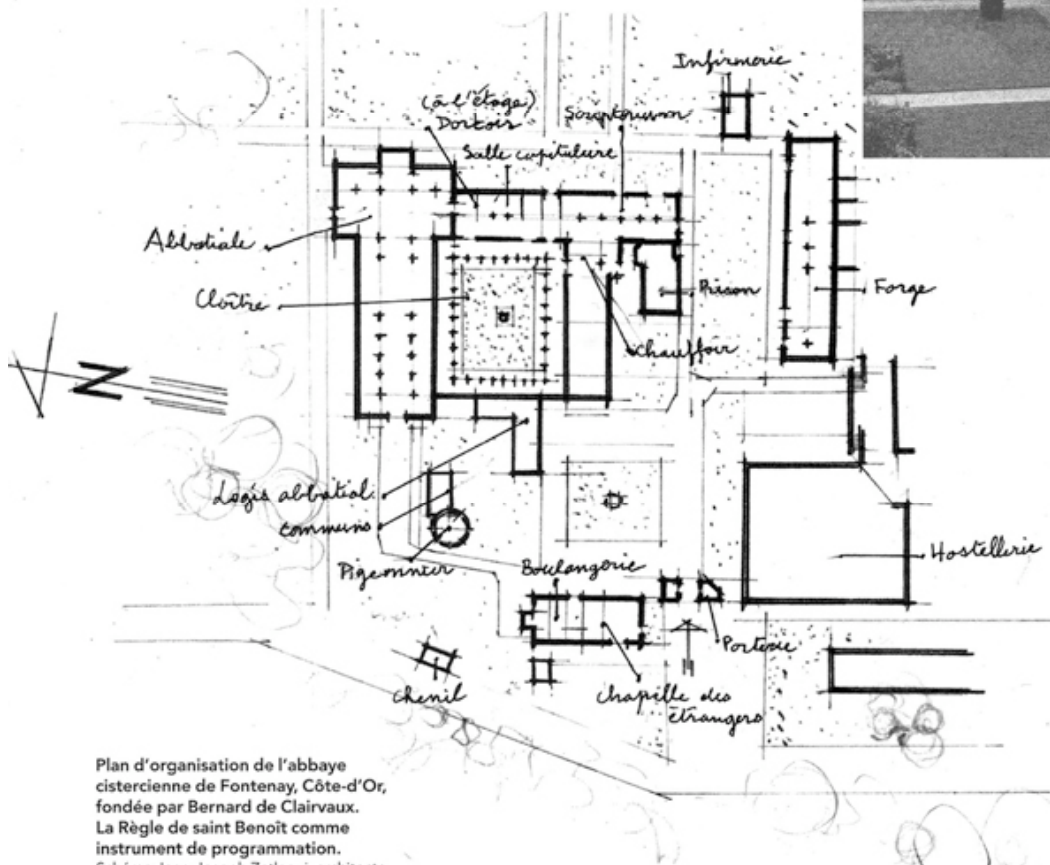 Infirmerie
(à l'étage)
Dortoir
Scriptorium
Salle capitulaire
Abbatiale
Cloître
Prison
Forge
Chauffoir
N
Logis abbatial
communs
Pigeonnier
Boulangerie
Hostellerie
Porterie
chenil
Chapelle des
étrangers
Plan d'organisation de l'abbaye
cistercienne de Fontenay, Côte-d'Or,
fondée par Bernard de Clairvaux.
La Règle de saint Benoît comme
instrument de programmation.